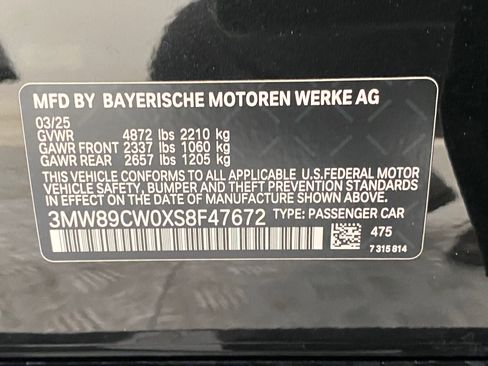 MFD BY BAYERISCHE MOTOREN WERKE AG
03/25
GVWR 4872 lbs 2210 kg
GAWR FRONT 2337 lbs 1060 kg
GAWR REAR 2657 lbs 1205 kg
THIS VEHICLE CONFORMS TO ALL APPLICABLE U.S.FEDERAL MOTOR
VEHICLE SAFETY, BUMPER AND THEFT PREVENTION STANDARDS
IN EFFECT ON THE DATE OF MANUFACTURE SHOWN ABOVE.
3MW89CW0XS8F47672 TYPE: PASSENGER CAR
475
7 315 814